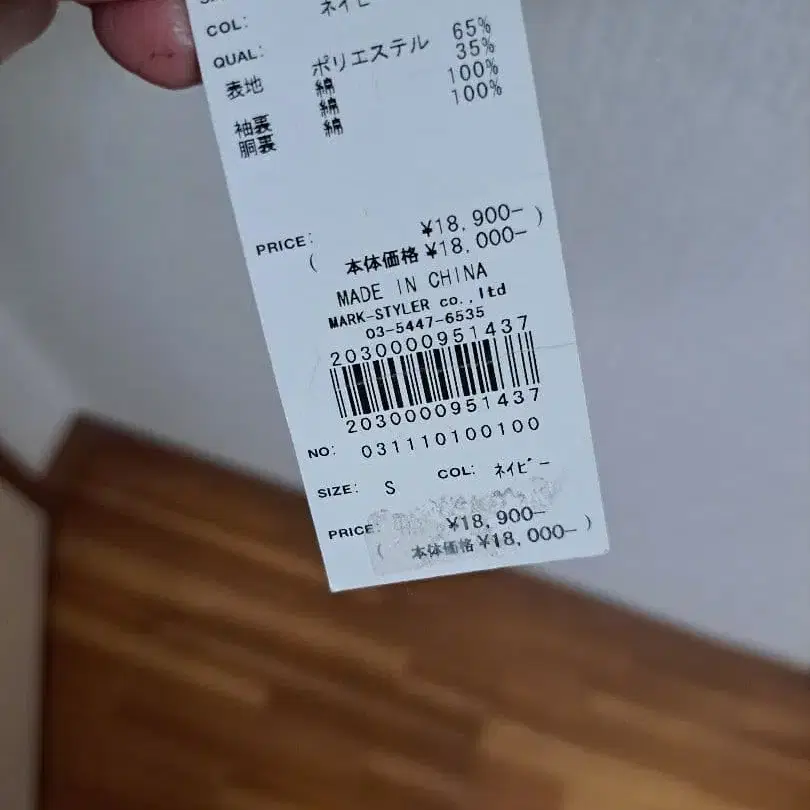 COL: ネイビ
QUAL:
表地 ポリエステル 65%
綿 35%
袖裏 綿 100%
胴裏 綿 100%
PRICE: ¥18,900-
( 本体価格 ¥18,000- )
MADE IN CHINA
MARK-STYLER co.,ltd
03-5447-6535
2030000951437
2030000951437
NO: 031110100100
SIZE: S COL: ネイビー
PRICE: ¥18,900-
( 本体価格 ¥18,000- )